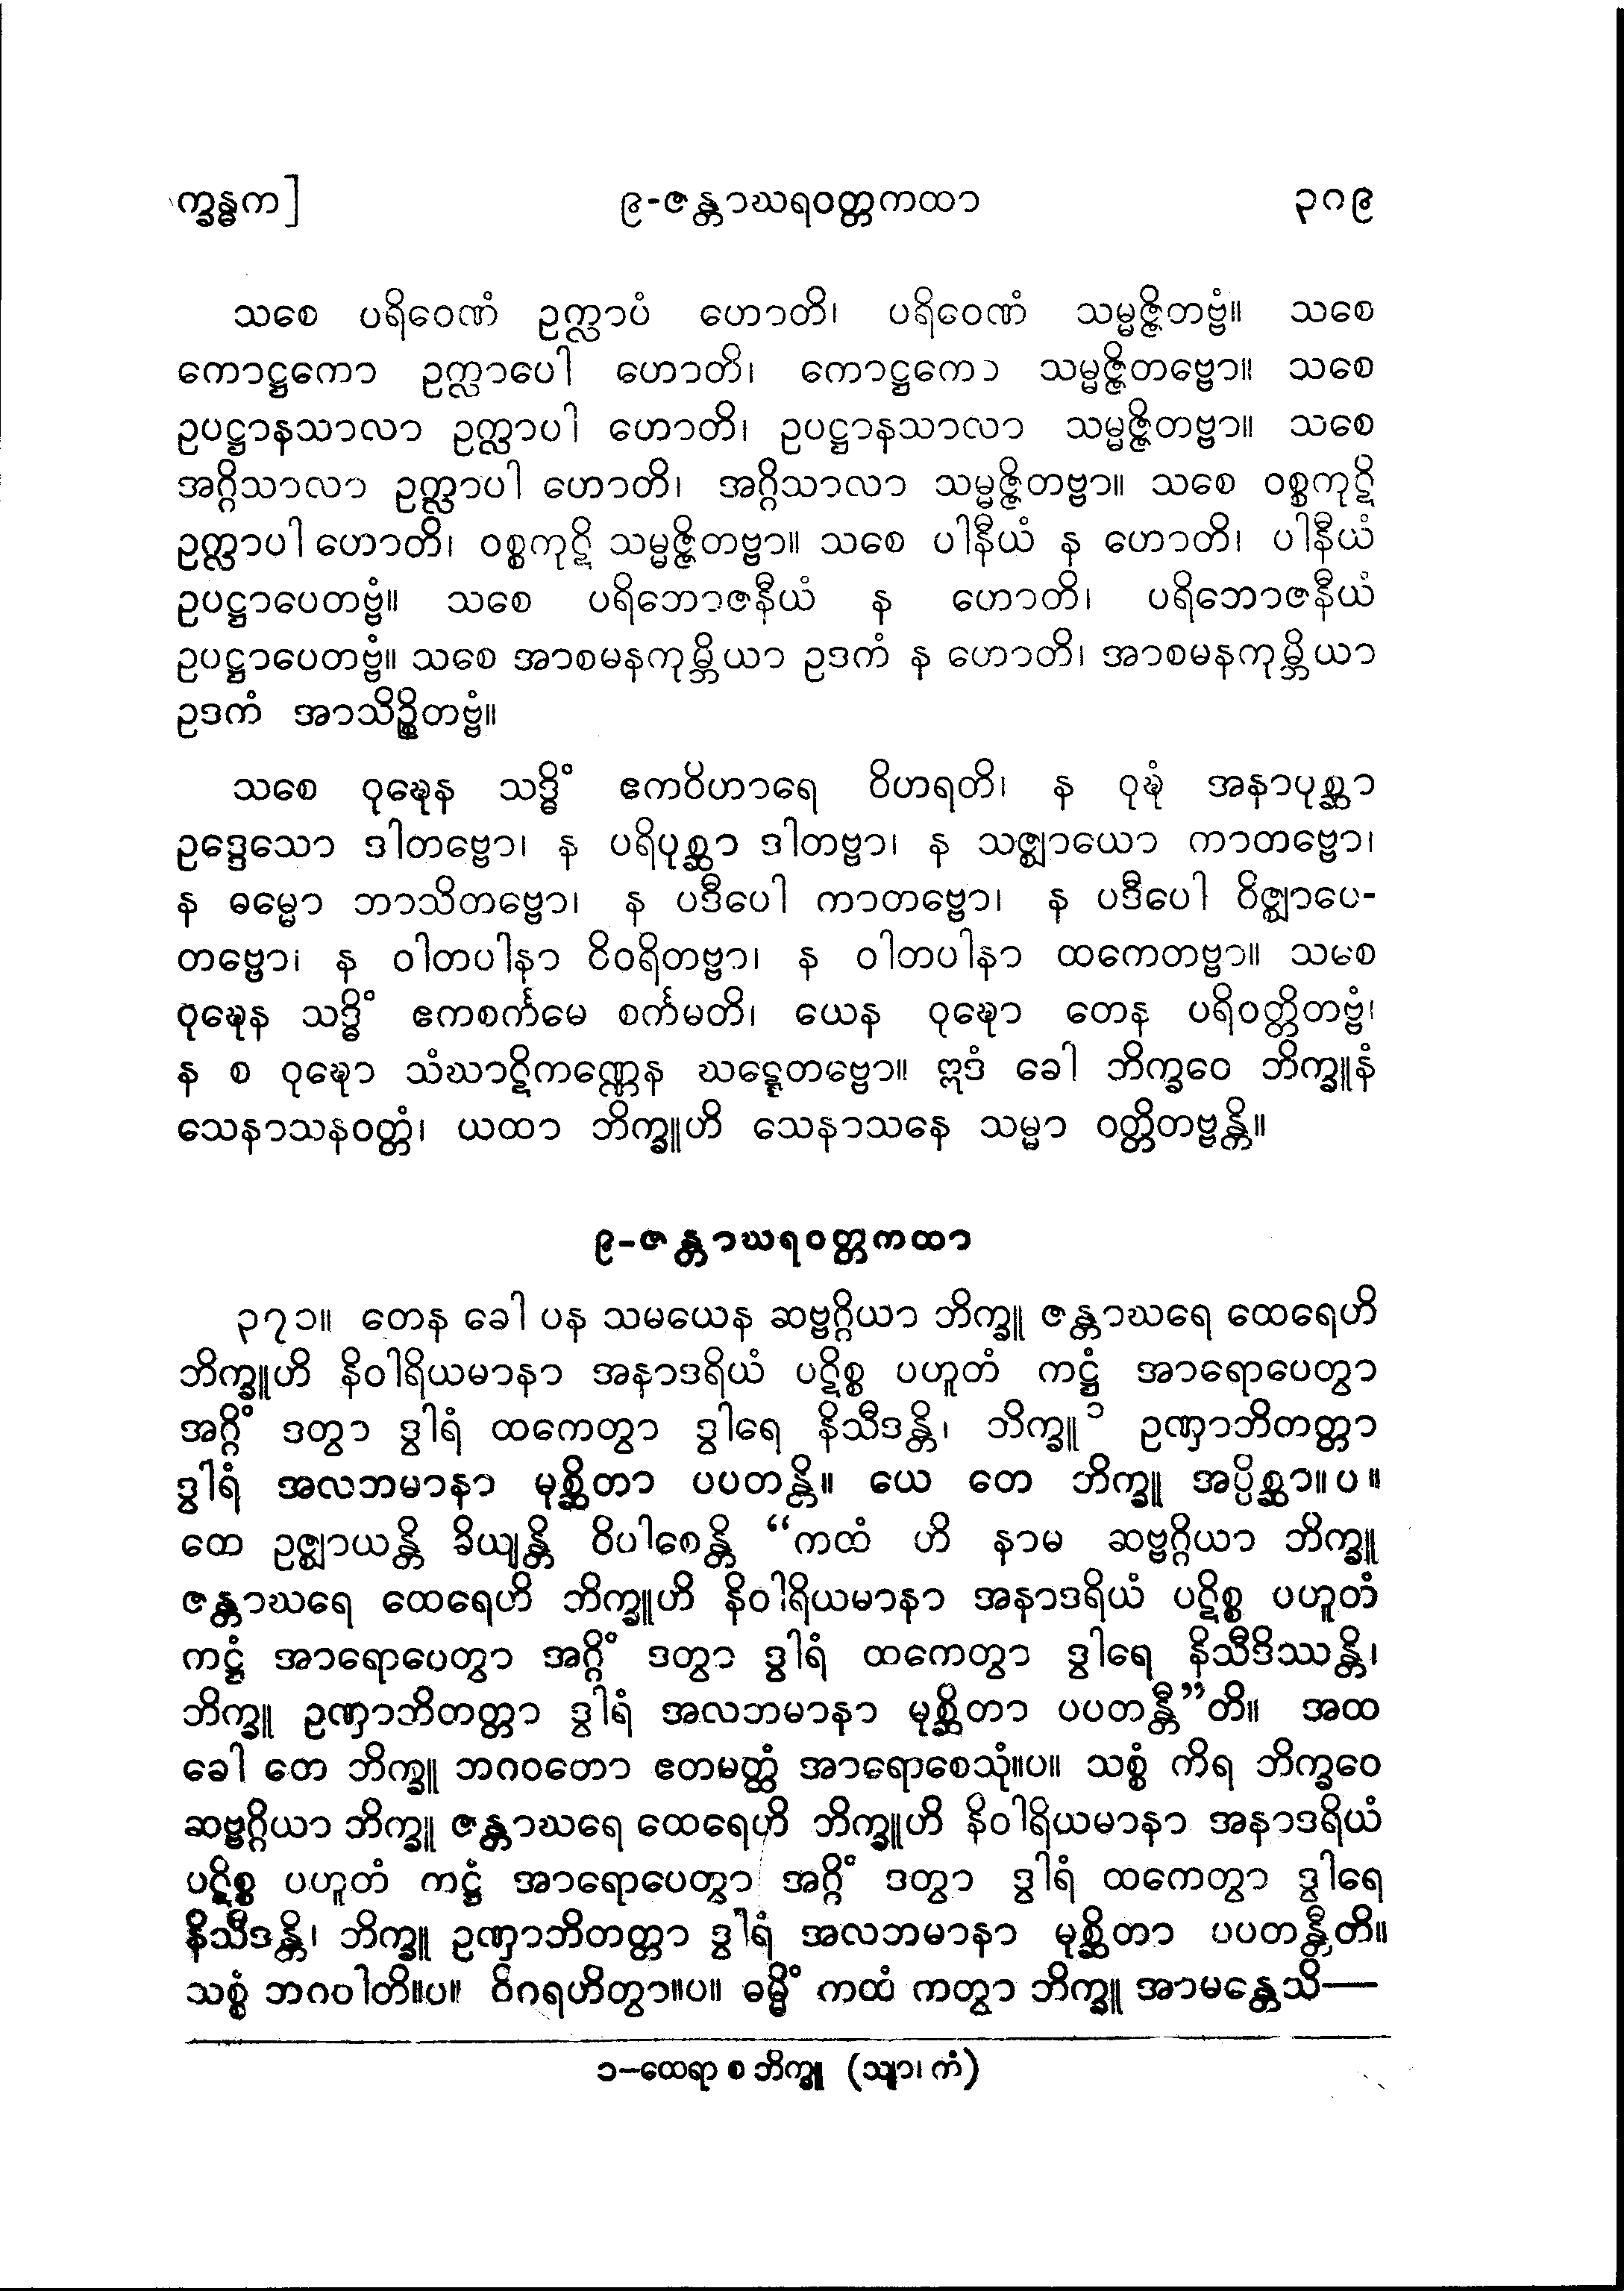 က္ခန္ဓက] ၉-ဇန္တာဃရဝတ္တကထာ ၃၁၉
သစေ ပရိဝေဏံ ဥက္လာပံ ဟောတိ၊ ပရိဝေဏံ သမ္မဇ္ဇိတဗ္ဗံ။ သစေ
ကောဋ္ဌကော ဥက္လာပေါ ဟောတိ၊ ကောဋ္ဌကော သမ္မဇ္ဇိတဗ္ဗော။ သစေ
ဥပဋ္ဌာနသာလာ ဥက္လာပါ ဟောတိ၊ ဥပဋ္ဌာနသာလာ သမ္မဇ္ဇိတဗ္ဗာ။ သစေ
အဂ္ဂိသာလာ ဥက္လာပါ ဟောတိ၊ အဂ္ဂိသာလာ သမ္မဇ္ဇိတဗ္ဗာ။ သစေ ဝစ္စကုဋိ
ဥက္လာပါ ဟောတိ၊ ဝစ္စကုဋိ သမ္မဇ္ဇိတဗ္ဗာ။ သစေ ပါနီယံ န ဟောတိ၊ ပါနီယံ
ဥပဋ္ဌာပေတဗ္ဗံ။ သစေ ပရိဘောဇနီယံ န ဟောတိ၊ ပရိဘောဇနီယံ
ဥပဋ္ဌာပေတဗ္ဗံ။ သစေ အာစမနကုမ္ဘိယာ ဥဒကံ န ဟောတိ၊ အာစမနကုမ္ဘိယာ
ဥဒကံ အာသိဉ္စိတဗ္ဗံ။
သစေ ဝုဍ္ဎေန သဒ္ဓိံ ဧကဝိဟာရေ ဝိဟရတိ၊ န ဝုဍ္ဎံ အနာပုစ္ဆာ
ဥဒ္ဒေသော ဒါတဗ္ဗော၊ န ပရိပုစ္ဆာ ဒါတဗ္ဗာ၊ န သဇ္ဈာယော ကာတဗ္ဗော၊
န ဓမ္မော ဘာသိတဗ္ဗော၊ န ပဒီပေါ ကာတဗ္ဗော၊ န ပဒီပေါ ဝိဇ္ဈာပေ-
တဗ္ဗော၊ န ဝါတပါနာ ဝိဝရိတဗ္ဗာ၊ န ဝါတပါနာ ထကေတဗ္ဗာ။ သစေ
ဝုဍ္ဎေန သဒ္ဓိံ ဧကစင်္ကမေ စင်္ကမတိ၊ ယေန ဝုဍ္ဎော တေန ပရိဝတ္တိတဗ္ဗံ၊
န စ ဝုဍ္ဎော သံဃာဋိကဏ္ဏေန ဃဋ္ဋေတဗ္ဗော။ ဣဒံ ခေါ ဘိက္ခဝေ ဘိက္ခူနံ
သေနာသနဝတ္တံ၊ ယထာ ဘိက္ခူဟိ သေနာသနေ သမ္မာ ဝတ္တိတဗ္ဗန္တိ။
၉-ဇန္တာဃရဝတ္တကထာ
၃၇၁။ တေန ခေါ ပန သမယေန ဆဗ္ဗဂ္ဂိယာ ဘိက္ခူ ဇန္တာဃရေ ထေရေဟိ
ဘိက္ခူဟိ နိဝါရိယမာနာ အနာဒရိယံ ပဋိစ္စ ပဟူတံ ကဋ္ဌံ အာရောပေတွာ
အဂ္ဂိံ ဒတွာ ဒွါရံ ထကေတွာ ဒွါရေ နိသီဒန္တိ၊ ဘိက္ခူ ၁ ဥဏှာဘိတတ္တာ
ဒွါရံ အလဘမာနာ မုစ္ဆိတာ ပပတန္တိ။ ယေ တေ ဘိက္ခူ အပ္ပိစ္ဆာ။ပ။
တေ ဥဇ္ဈာယန္တိ ခိယျန္တိ ဝိပါစေန္တိ “ကထံ ဟိ နာမ ဆဗ္ဗဂ္ဂိယာ ဘိက္ခူ
ဇန္တာဃရေ ထေရေဟိ ဘိက္ခူဟိ နိဝါရိယမာနာ အနာဒရိယံ ပဋိစ္စ ပဟူတံ
ကဋ္ဌံ အာရောပေတွာ အဂ္ဂိံ ဒတွာ ဒွါရံ ထကေတွာ ဒွါရေ နိသီဒိဿန္တိ၊
ဘိက္ခူ ဥဏှာဘိတတ္တာ ဒွါရံ အလဘမာနာ မုစ္ဆိတာ ပပတန္တီ”တိ။ အထ
ခေါ တေ ဘိက္ခူ ဘဂဝတော ဧတမတ္ထံ အာရောစေသုံ။ပ။ သစ္စံ ကိရ ဘိက္ခဝေ
ဆဗ္ဗဂ္ဂိယာ ဘိက္ခူ ဇန္တာဃရေ ထေရေဟိ ဘိက္ခူဟိ နိဝါရိယမာနာ အနာဒရိယံ
ပဋိစ္စ ပဟူတံ ကဋ္ဌံ အာရောပေတွာ အဂ္ဂိံ ဒတွာ ဒွါရံ ထကေတွာ ဒွါရေ
နိသီဒန္တိ၊ ဘိက္ခူ ဥဏှာဘိတတ္တာ ဒွါရံ အလဘမာနာ မုစ္ဆိတာ ပပတန္တီတိ။
သစ္စံ ဘဂဝါတိ။ပ။ ဝိဂရဟိတွာ။ပ။ ဓမ္မိံ ကထံ ကတွာ ဘိက္ခူ အာမန္တေသိ—
၁-ထေရာ စ ဘိက္ခူ (သျာ၊ ကံ)